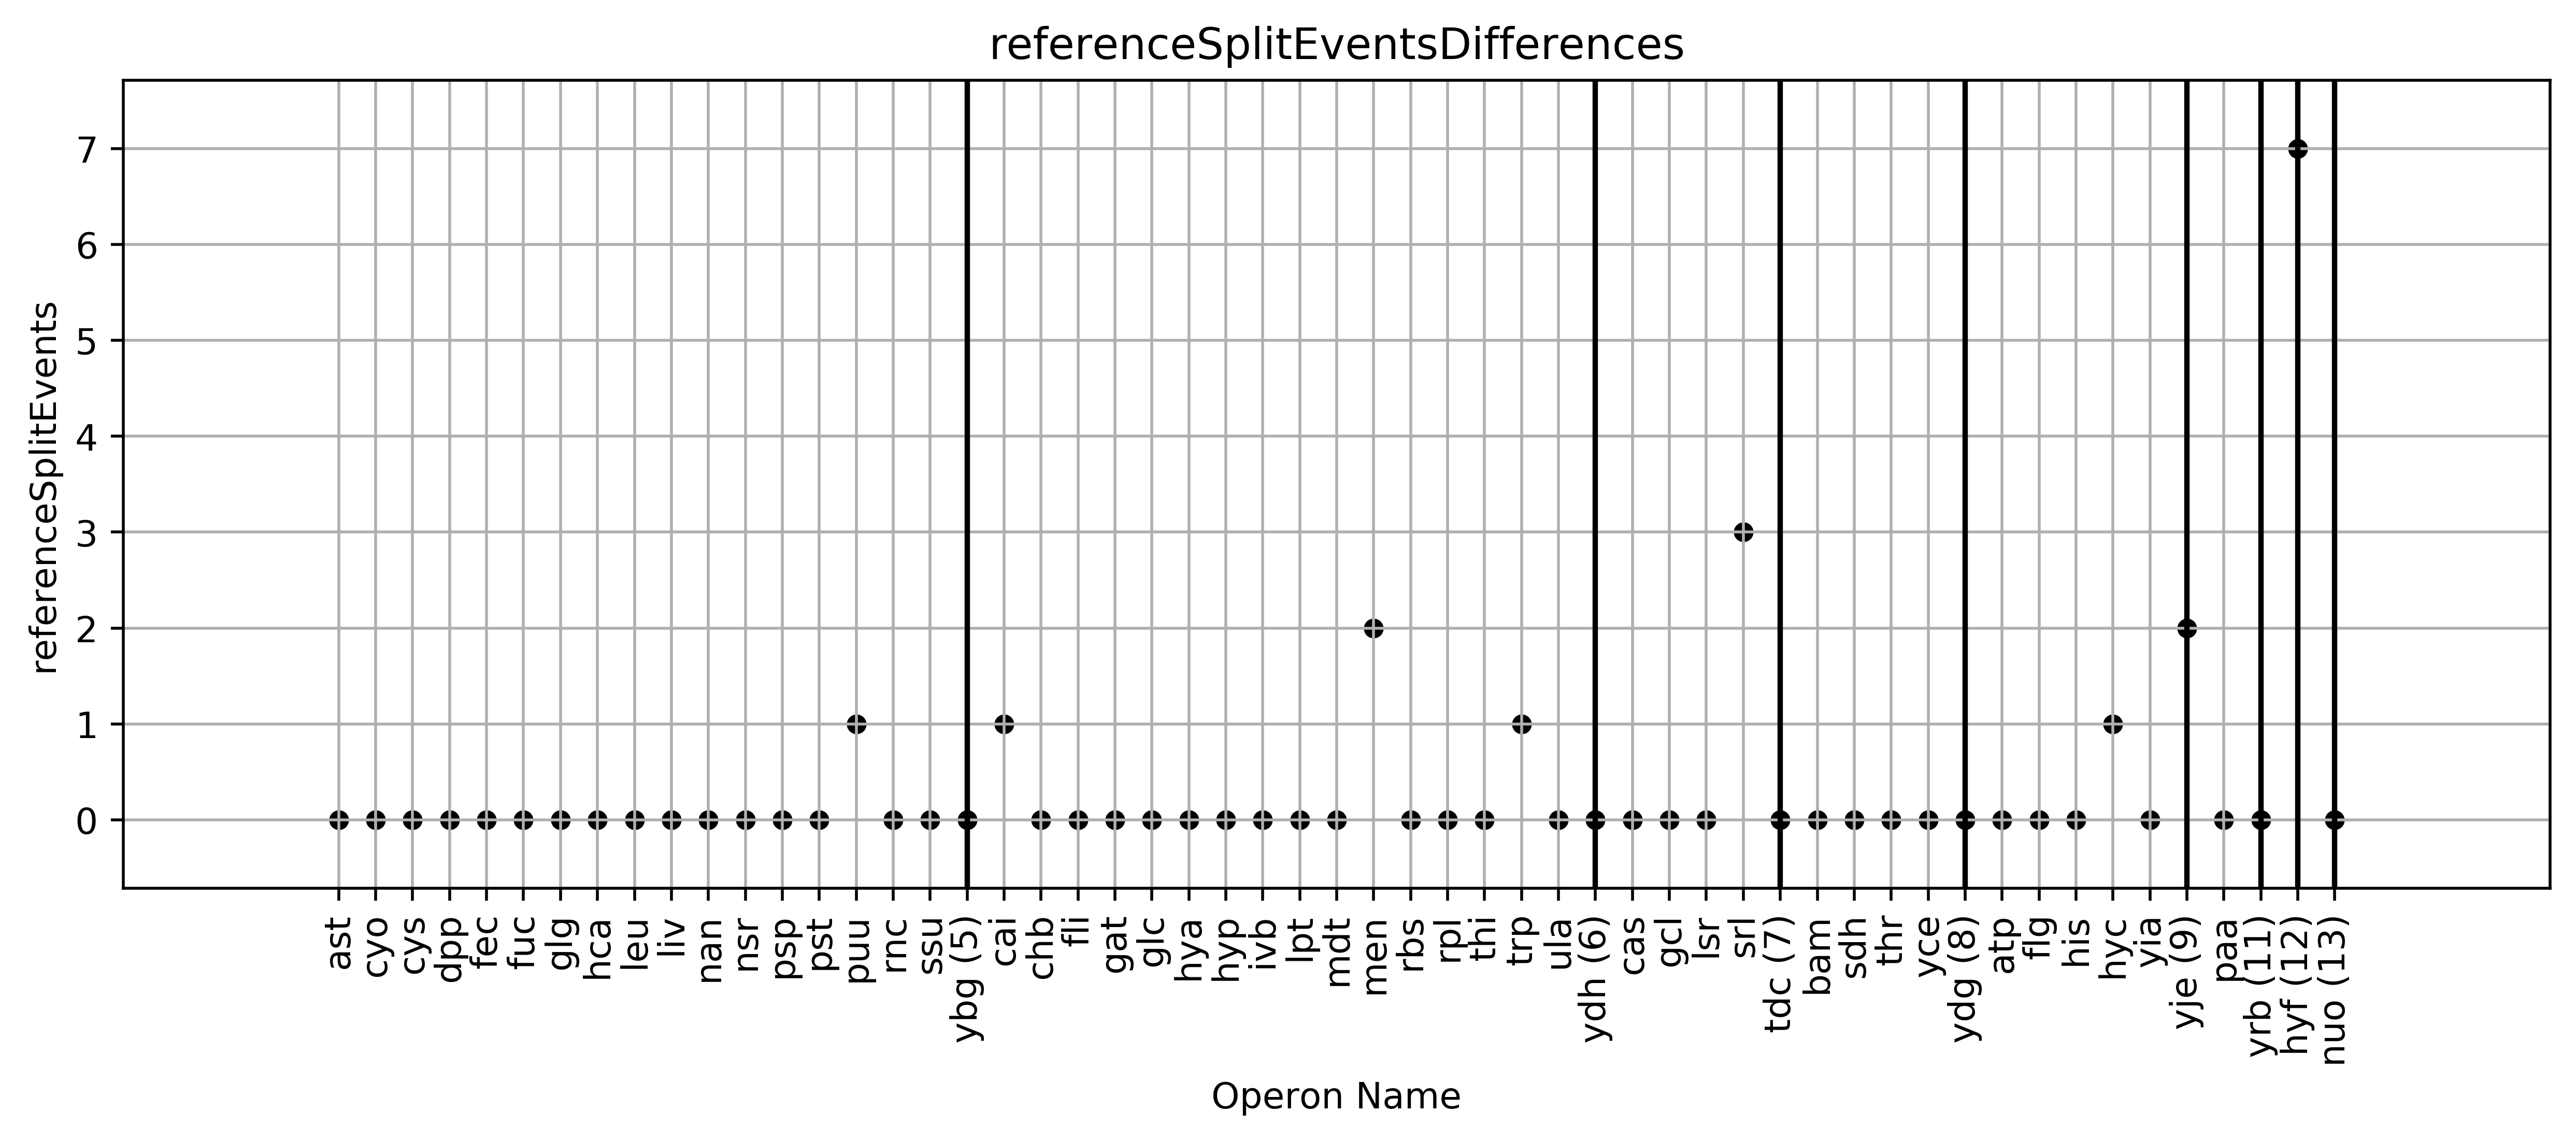 referenceSplitEventsDifferences
referenceSplitEvents
7
6
5
4
3
2
1
0
ast
cyo
cys
dpp
fec
fuc
glg
hca
leu
liv
nan
nsr
psp
pst
puu
rnc
ssu
ybg (5)
cai
chb
fli
gat
glc
hya
hyp
ivb
lpt
mdt
men
rbs
rpl
thi
trp
ula
ydh (6)
cas
gcl
lsr
srl
tdc (7)
bam
sdh
thr
yce
ydg (8)
atp
flg
his
hyc
yia
yje (9)
paa
yrb (11)
hyf (12)
nuo (13)
Operon Name